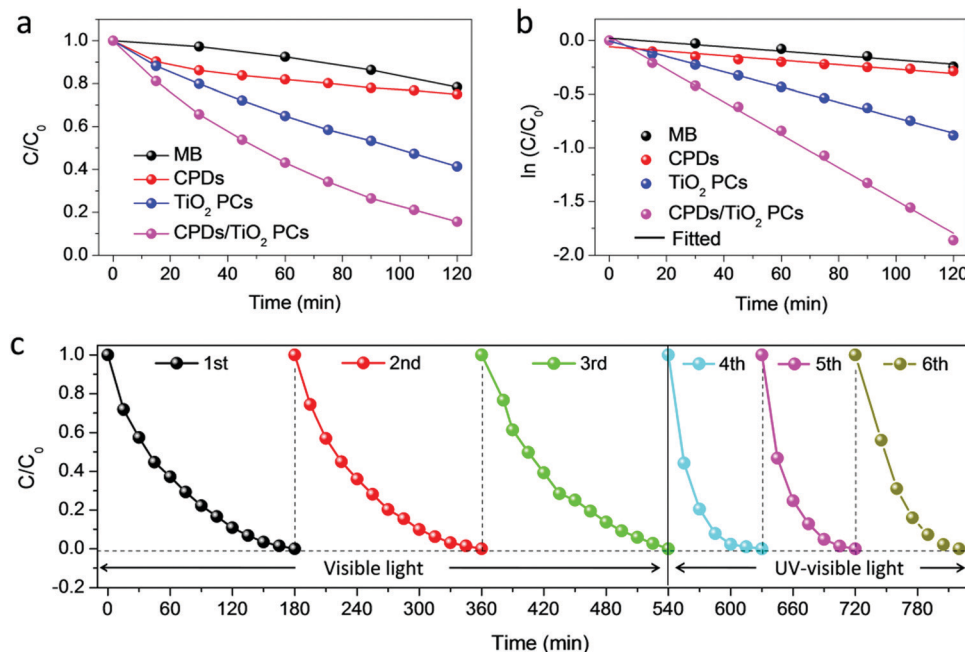 a
1.0
0.8
0.6
0.4
0.2
0.0
C/C₀
MB
CPDs
TiO₂ PCs
CPDs/TiO₂ PCs
0 20 40 60 80 100 120
Time (min)
b
0.0
-0.5
-1.0
-1.5
-2.0
ln (C/C₀)
MB
CPDs
TiO₂ PCs
CPDs/TiO₂ PCs
Fitted
0 20 40 60 80 100 120
Time (min)
c
1.0
0.8
0.6
0.4
0.2
0.0
-0.2
C/C₀
1st 2nd 3rd 4th 5th 6th
Visible light UV-visible light
0 60 120 180 240 300 360 420 480 540 600 660 720 780
Time (min)